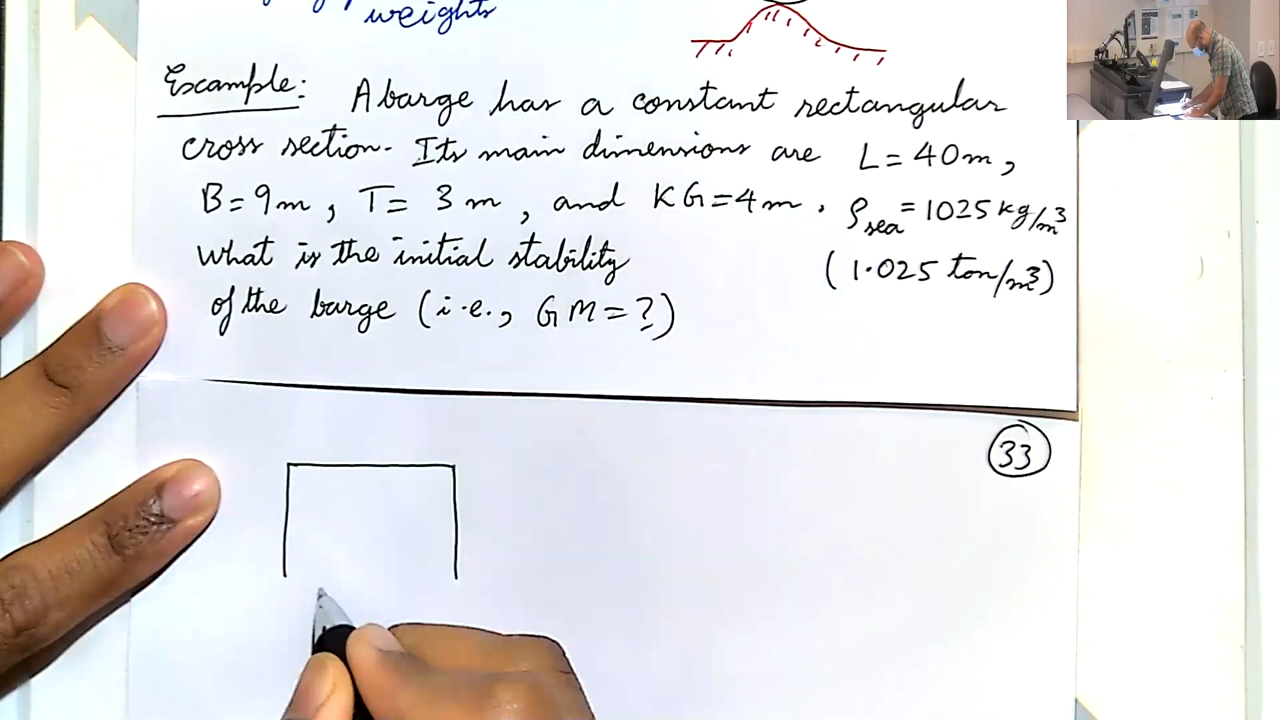 weights
Example: A barge has a constant rectangular
cross section. Its main dimensions are L = 40m,
B = 9m, T = 3m, and KG = 4m. ρsea = 1025 kg/m³
What is the initial stability (1.025 ton/m³)
of the barge (i.e., GM = ?)
33